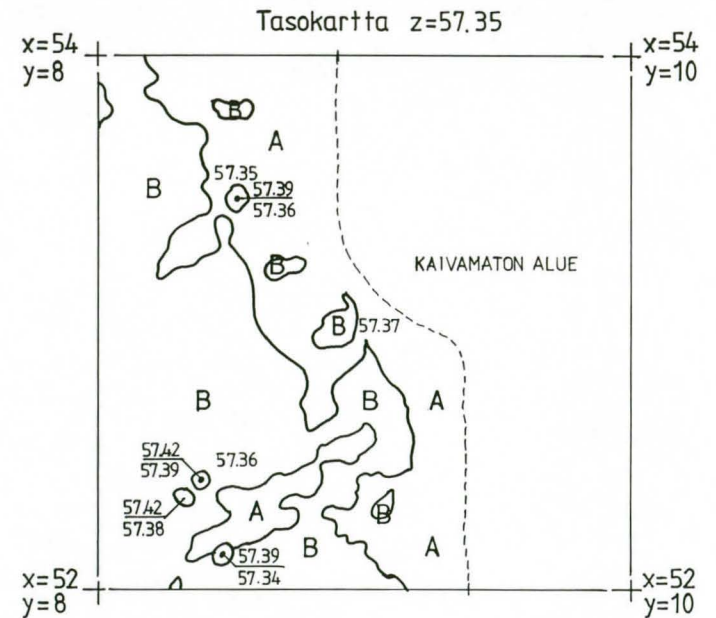 Tasokartta z=57.35
x=54
y=8
x=54
y=10
B
A
57.35
B
57.39
57.36
B
KAIVAMATON ALUE
B
57.37
B
B
A
57.42
57.39
57.36
57.42
57.38
A
B
B
A
57.39
57.34
x=52
y=8
x=52
y=10